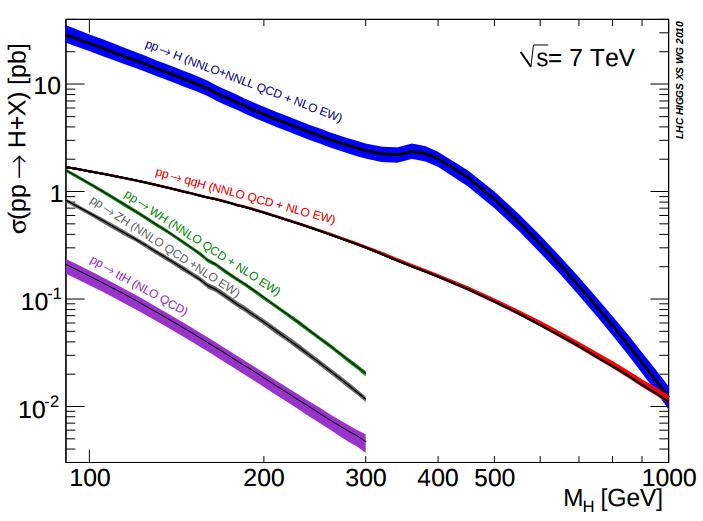 σ(pp → H+X) [pb]
√s= 7 TeV
LHC HIGGS XS WG 2010
pp → H (NNLO+NNLL QCD + NLO EW)
pp → qqH (NNLO QCD + NLO EW)
pp → WH (NNLO QCD + NLO EW)
pp → ZH (NNLO QCD +NLO EW)
pp → ttH (NLO QCD)
10
1
10⁻¹
10⁻²
100 200 300 400 500 1000
M_H [GeV]